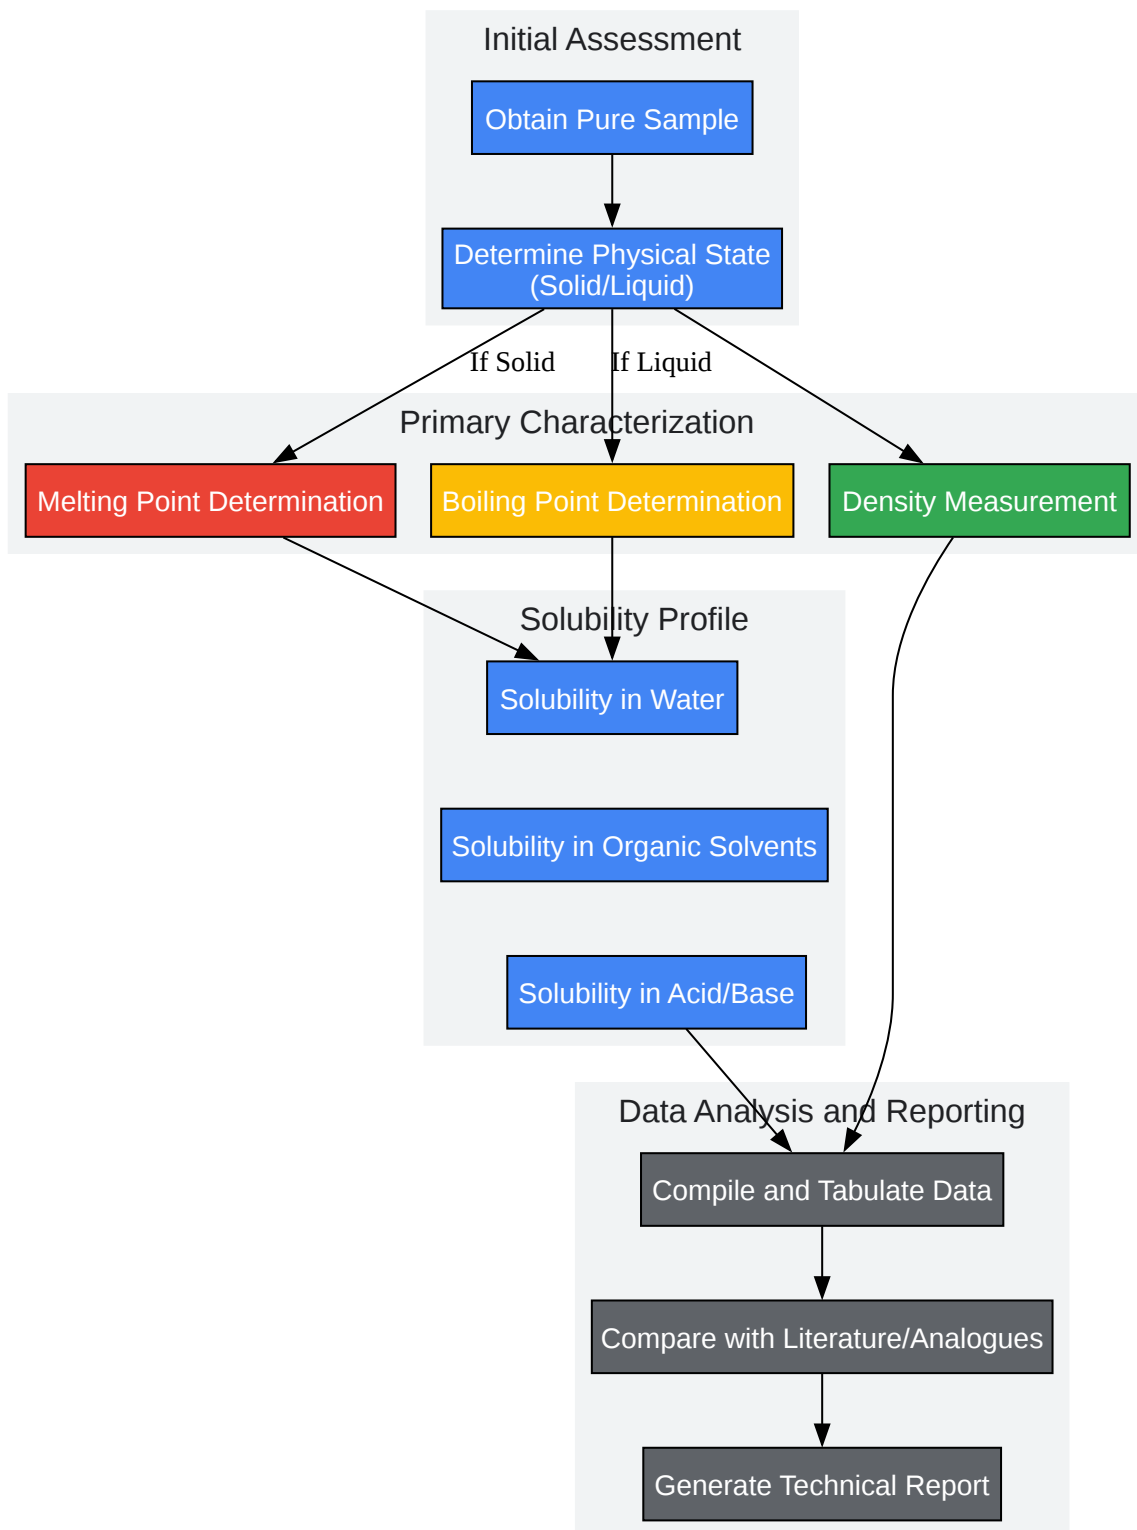 Initial Assessment
Obtain Pure Sample
Determine Physical State
(Solid/Liquid)
If Solid
If Liquid
Primary Characterization
Melting Point Determination
Boiling Point Determination
Density Measurement
Solubility Profile
Solubility in Water
Solubility in Organic Solvents
Solubility in Acid/Base
Data Analysis and Reporting
Compile and Tabulate Data
Compare with Literature/Analogues
Generate Technical Report